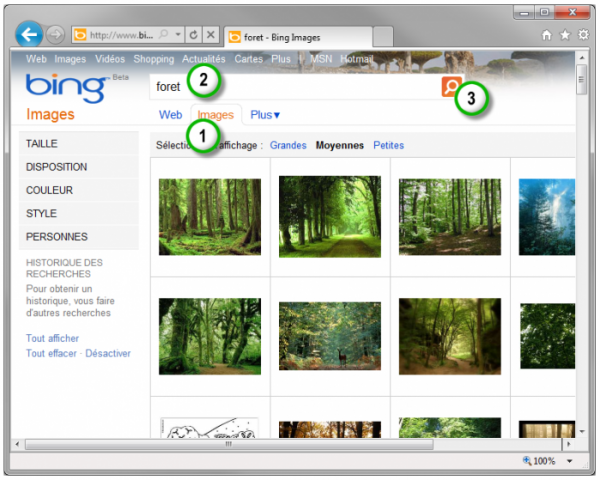 http://www.bi...
foret - Bing Images
Web Images Vidéos Shopping Actualités Cartes Plus | MSN Hotmail
bing Beta
foret
2
3
Images
Web Images Plus
1
affichage : Grandes Moyennes Petites
TAILLE
DISPOSITION
COULEUR
STYLE
PERSONNES
HISTORIQUE DES
RECHERCHES
Pour obtenir un
historique, vous faire
d'autres recherches
Tout afficher
Tout effacer · Désactiver
100%